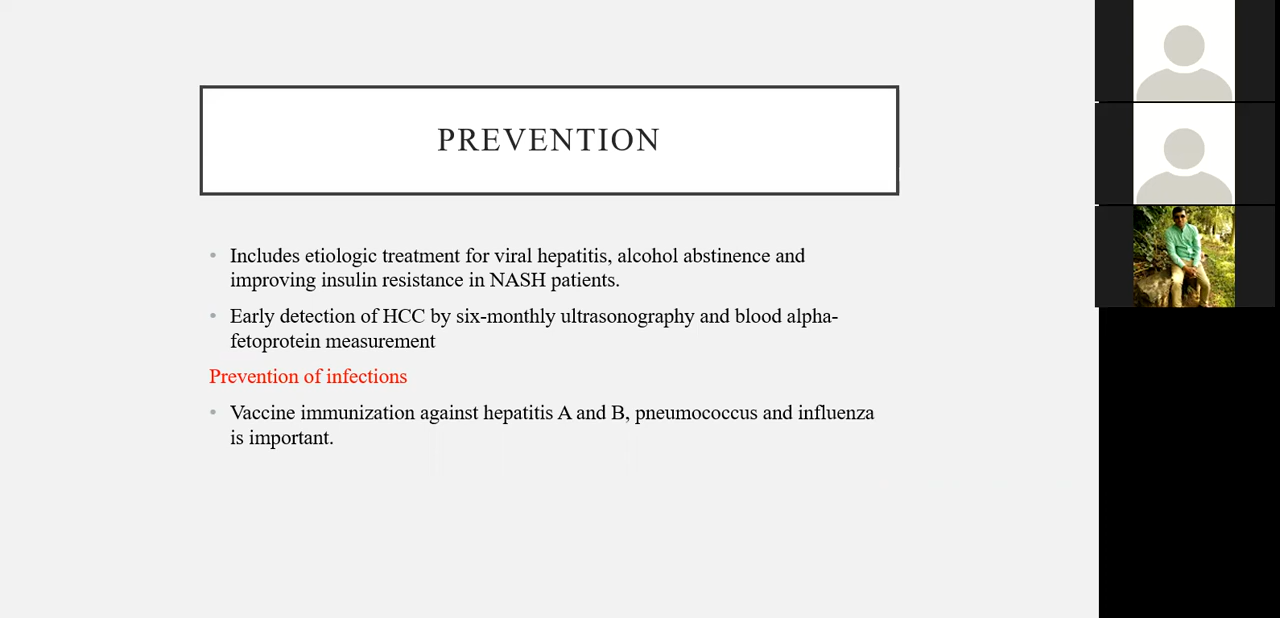 PREVENTION
• Includes etiologic treatment for viral hepatitis, alcohol abstinence and
improving insulin resistance in NASH patients.
• Early detection of HCC by six-monthly ultrasonography and blood alpha-
fetoprotein measurement
Prevention of infections
• Vaccine immunization against hepatitis A and B, pneumococcus and influenza
is important.